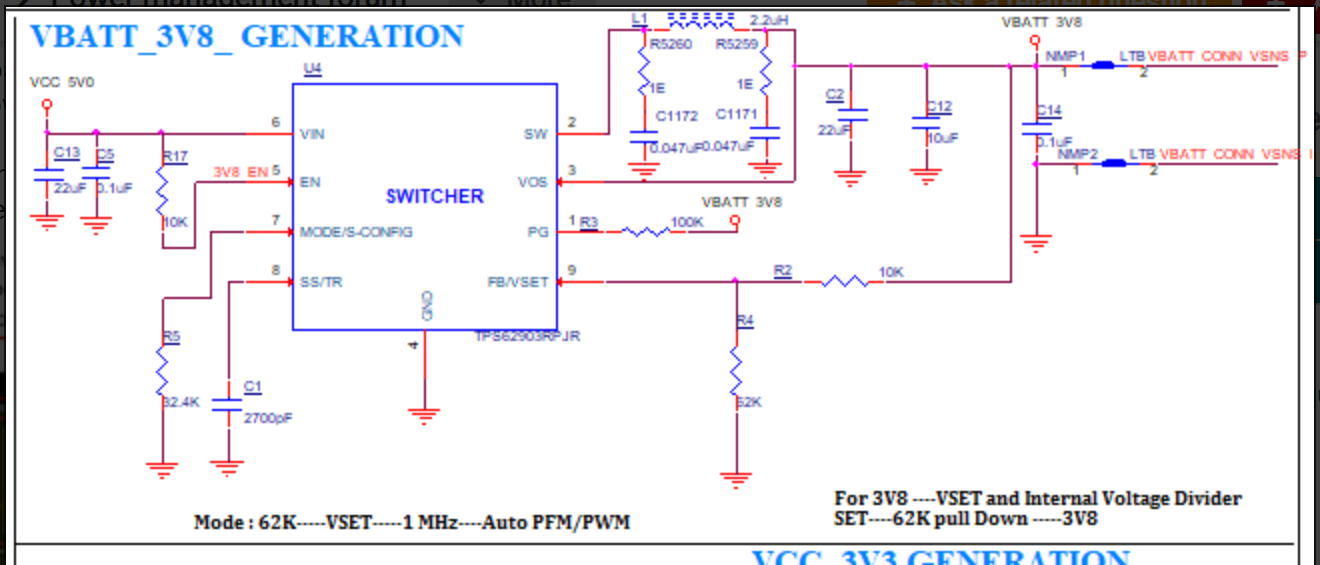 VBATT_3V8_ GENERATION
VCC 5V0
C13
22uF
C5
0.1uF
R17
10K
3V8 EN
U4
6
VIN
5
EN
7
MODE/S-CONFIG
8
SS/TR
SWITCHER
SW
2
VOS
3
PG
1
FB/VSET
9
GND
4
TPS62903RPJR
L1
2.2uH
R5260
R5259
1E
1E
C1172
C1171
0.047uF
0.047uF
C2
22uF
C12
10uF
VBATT 3V8
NMP1
LTB
VBATT CONN VSNS P
1
2
C14
0.1uF
NMP2
LTB
VBATT CONN VSNS
1
2
VBATT 3V8
R3
100K
R2
10K
R4
62K
R5
32.4K
C1
2700pF
Mode : 62K-----VSET-----1 MHz----Auto PFM/PWM
For 3V8 ----VSET and Internal Voltage Divider
SET----62K pull Down -----3V8
VCC_3V3 GENERATION